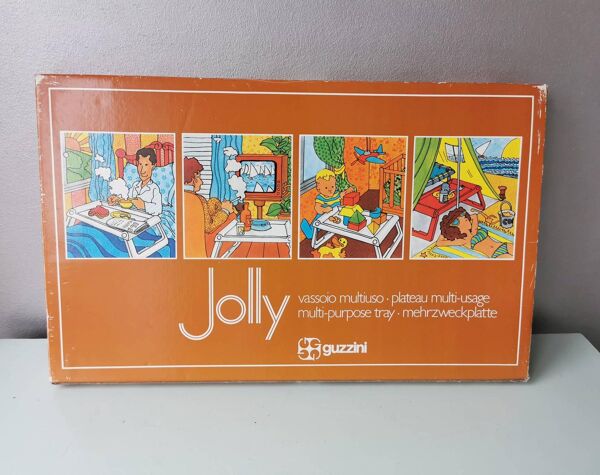 Jolly
vassoio multiuso · plateau multi-usage
multi-purpose tray · mehrzweckplatte
guzzini